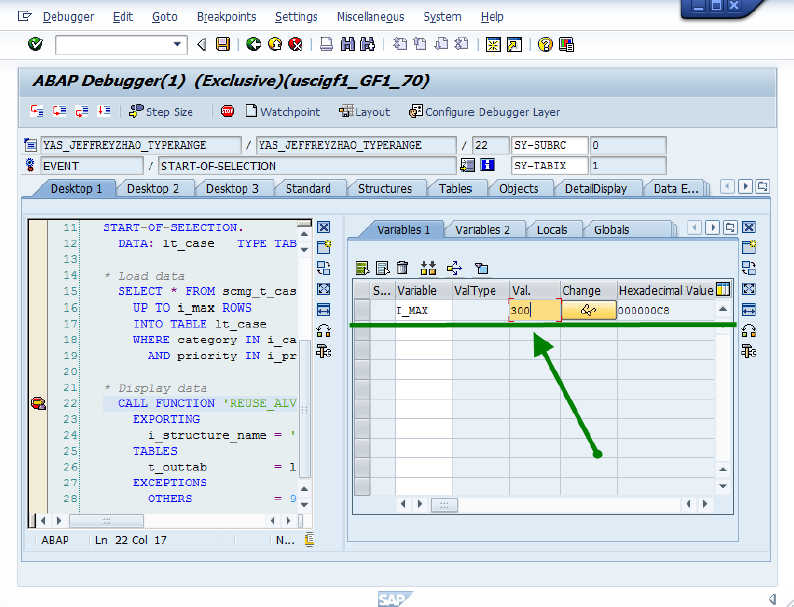 Debugger Edit Goto Breakpoints Settings Miscellaneous System Help
ABAP Debugger(1) (Exclusive)(uscigf1_GF1_70)
Step Size Watchpoint Layout Configure Debugger Layer
YAS_JEFFREYZHAO_TYPERANGE / YAS_JEFFREYZHAO_TYPERANGE / 22 SY-SUBRC 0
EVENT / START-OF-SELECTION SY-TABIX 1
Desktop 1 Desktop 2 Desktop 3 Standard Structures Tables Objects DetailDisplay Data E...
11 START-OF-SELECTION.
12 DATA: lt_case TYPE TAB
13
14 * Load data
15 SELECT * FROM scmg_t_cas
16 UP TO i_max ROWS
17 INTO TABLE lt_case
18 WHERE category IN i_ca
19 AND priority IN i_pr
20
21 * Display data
22 CALL FUNCTION 'REUSE_ALV
23 EXPORTING
24 i_structure_name = '
25 TABLES
26 t_outtab = l
27 EXCEPTIONS
28 OTHERS = 9
ABAP Ln 22 Col 17 N...
Variables 1 Variables 2 Locals Globals
S... Variable ValType Val. Change Hexadecimal Value
I_MAX 300 000000C8
SAP